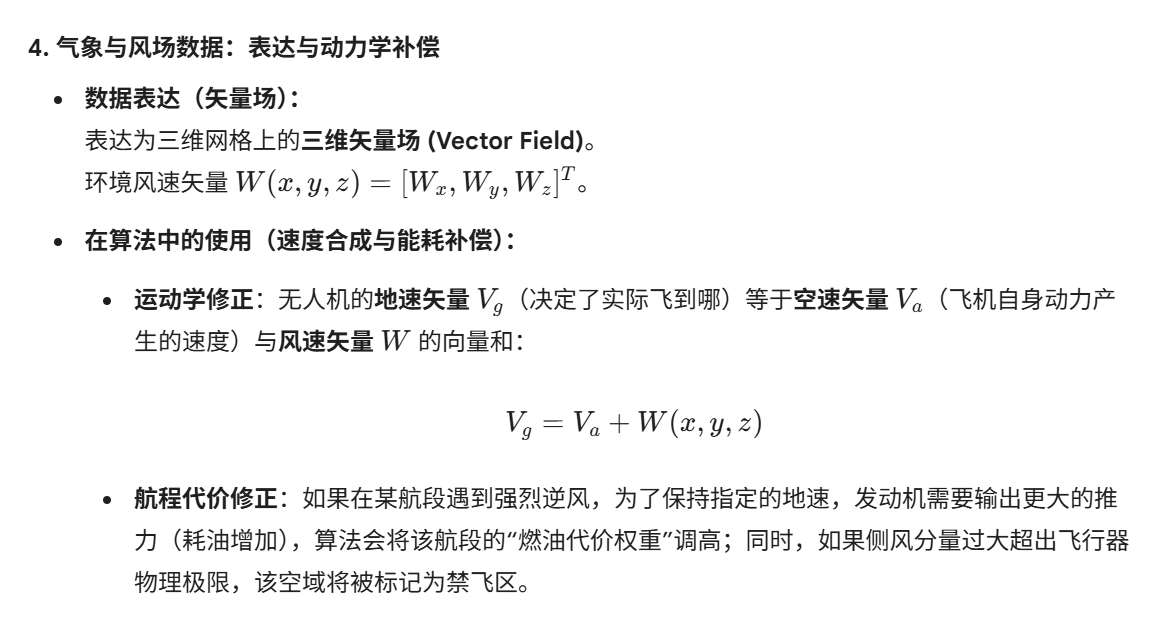 4. 气象与风场数据：表达与动力学补偿
• 数据表达（矢量场）：
表达为三维网格上的三维矢量场 (Vector Field)。
环境风速矢量 $W(x, y, z) = [W_x, W_y, W_z]^T$。
• 在算法中的使用（速度合成与能耗补偿）：
• 运动学修正：无人机的地速矢量 $V_g$（决定了实际飞到哪）等于空速矢量 $V_a$（飞机自身动力产
生的速度）与风速矢量 $W$ 的向量和：
$V_g = V_a + W(x, y, z)$
• 航程代价修正：如果在某航段遇到强烈逆风，为了保持指定的地速，发动机需要输出更大的推
力（耗油增加），算法会将该航段的“燃油代价权重”调高；同时，如果侧风分量过大超出飞行器
物理极限，该空域将被标记为禁飞区。